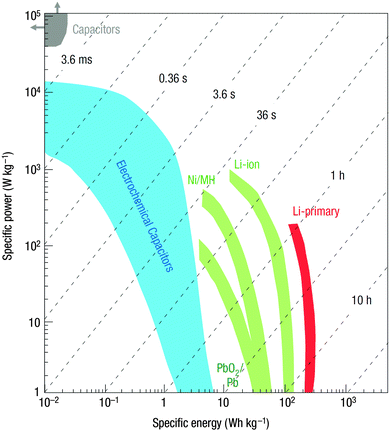 10⁵
Capacitors
3.6 ms
0.36 s
3.6 s
36 s
10⁴
10³
10²
10
1
Specific power (W kg⁻¹)
Electrochemical Capacitors
Ni/MH
Li-ion
1 h
Li-primary
10 h
PbO₂/
Pb
10⁻²
10⁻¹
1
10
10²
10³
Specific energy (Wh kg⁻¹)